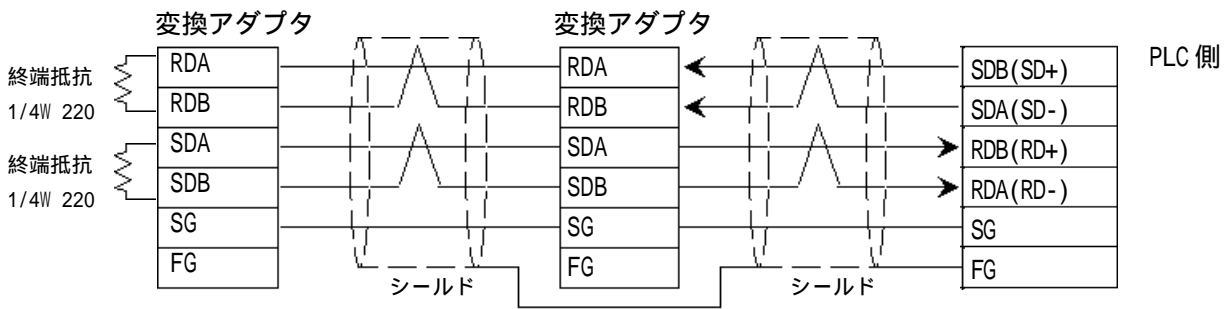 変換アダプタ
変換アダプタ
PLC 側
終端抵抗
1/4W 220
終端抵抗
1/4W 220
RDA
RDB
SDA
SDB
SG
FG
シールド
RDA
RDB
SDA
SDB
SG
FG
シールド
SDB(SD+)
SDA(SD-)
RDB(RD+)
RDA(RD-)
SG
FG